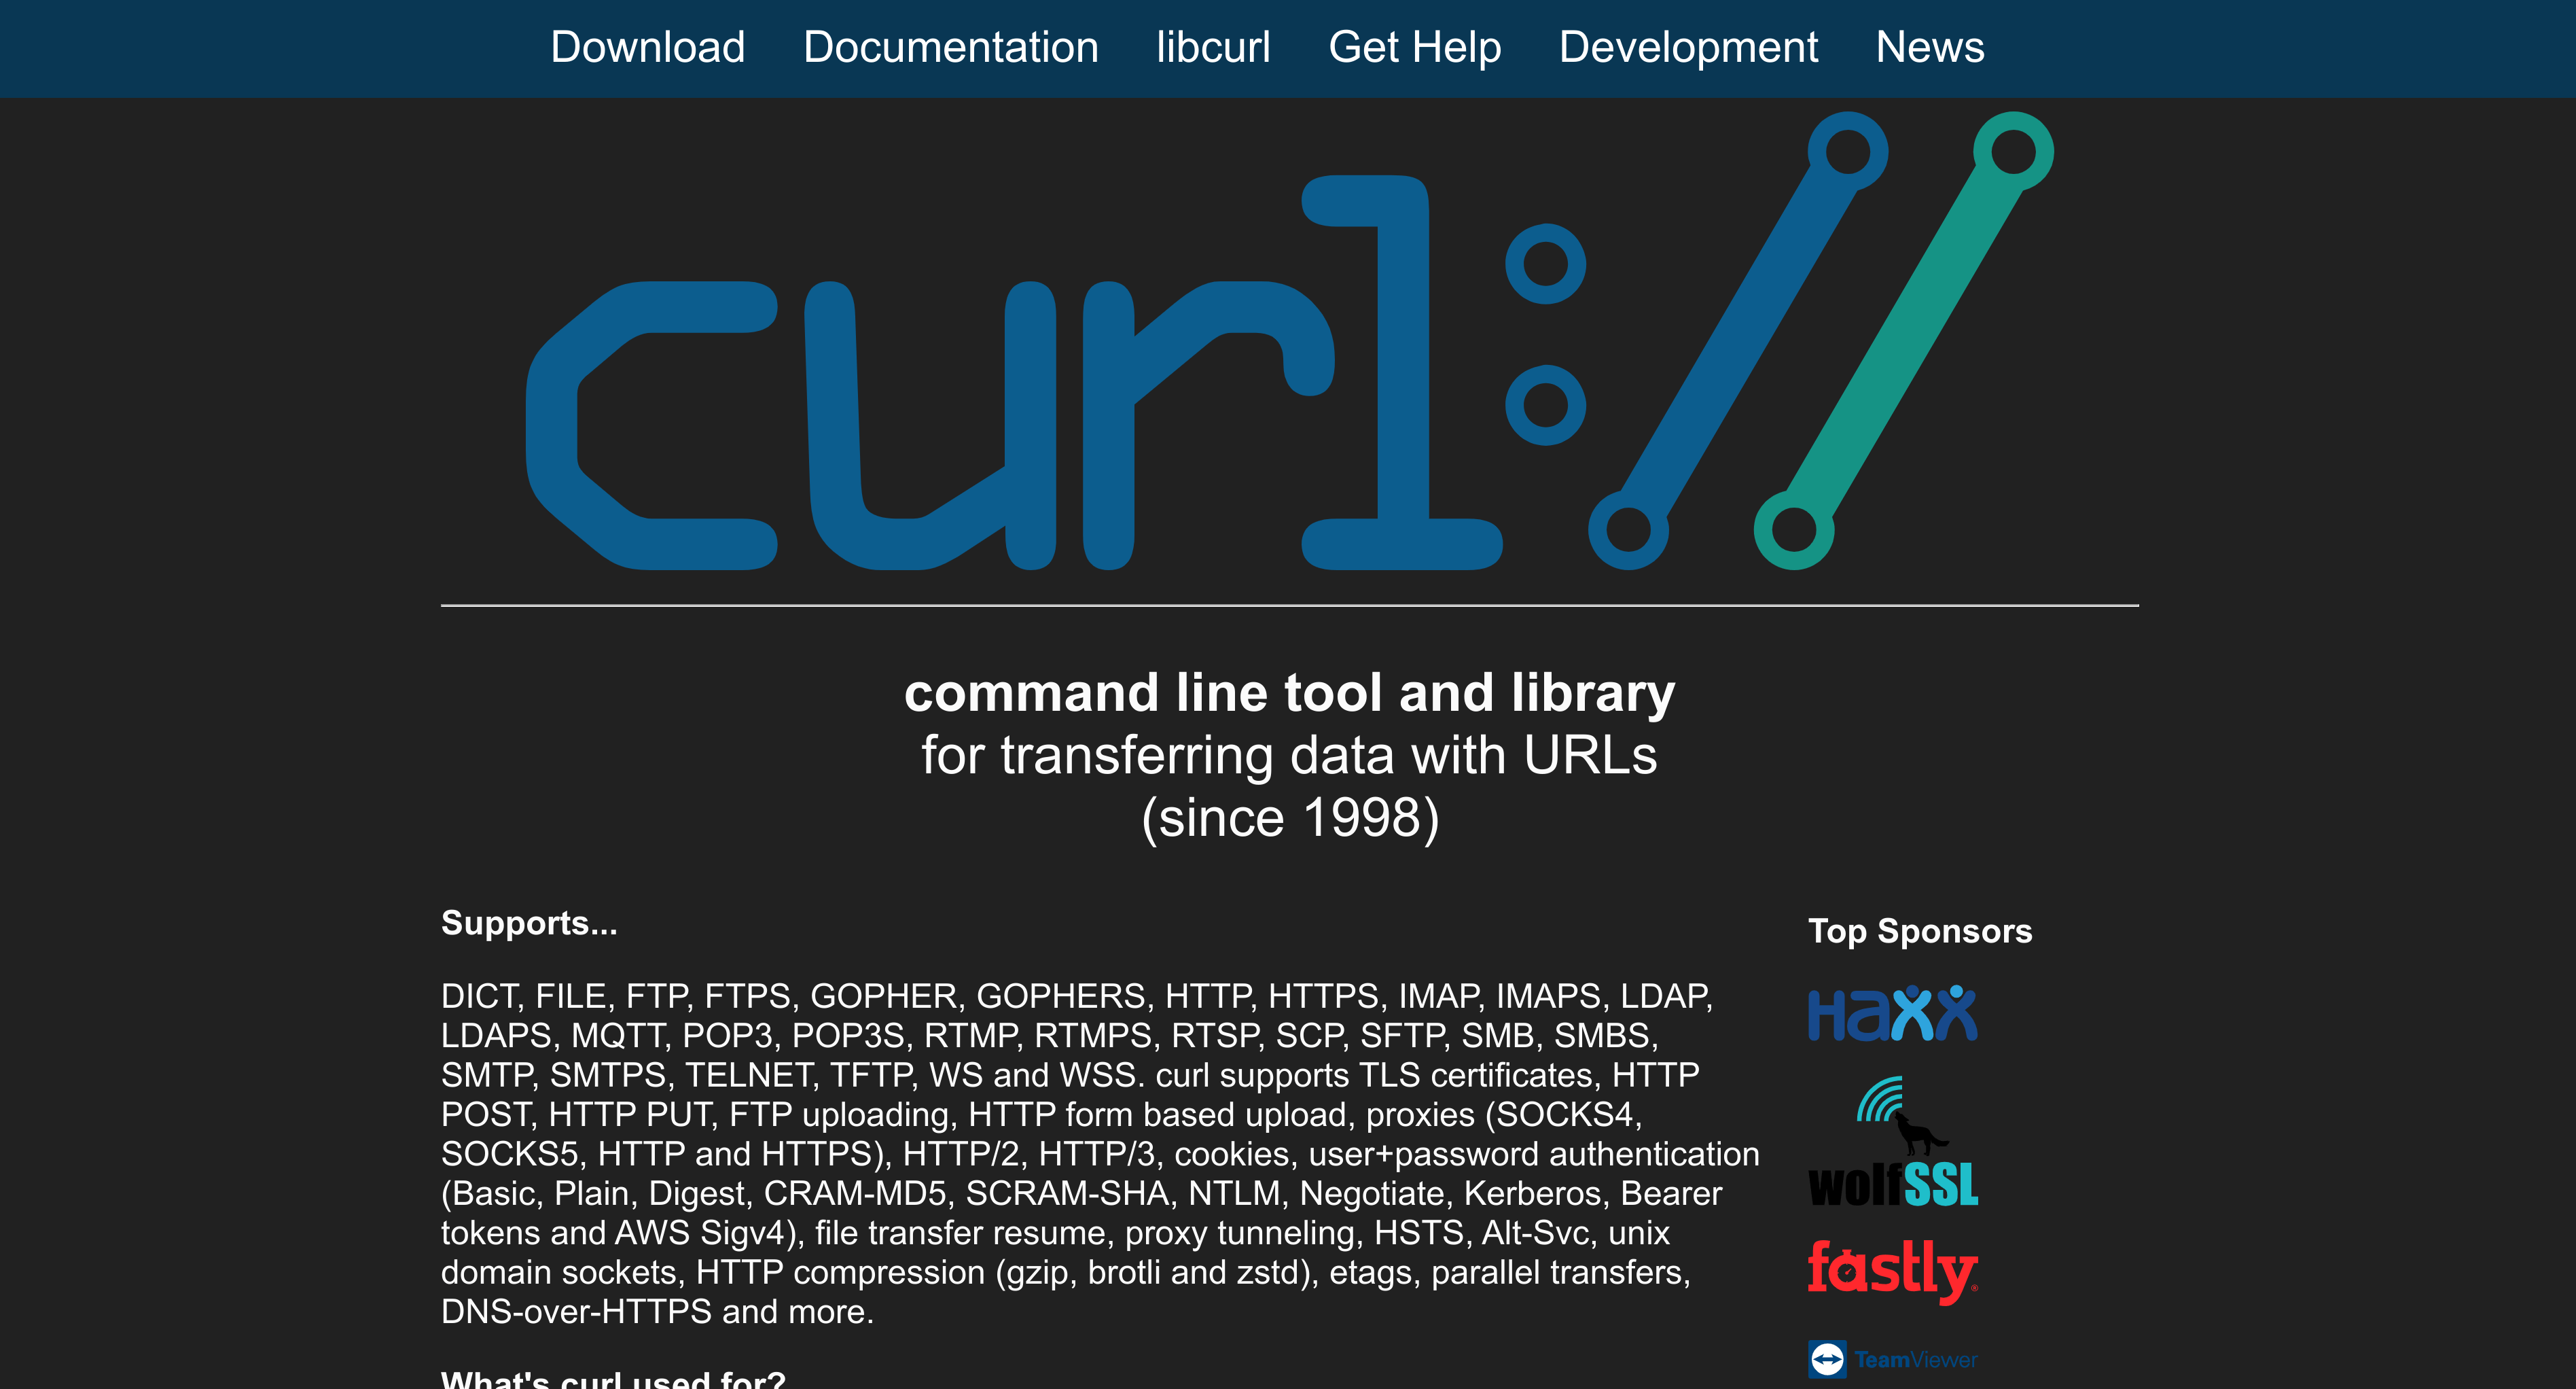 Download Documentation libcurl Get Help Development News
curl://
command line tool and library
for transferring data with URLs
(since 1998)
Supports...
DICT, FILE, FTP, FTPS, GOPHER, GOPHERS, HTTP, HTTPS, IMAP, IMAPS, LDAP,
LDAPS, MQTT, POP3, POP3S, RTMP, RTMPS, RTSP, SCP, SFTP, SMB, SMBS,
SMTP, SMTPS, TELNET, TFTP, WS and WSS. curl supports TLS certificates, HTTP
POST, HTTP PUT, FTP uploading, HTTP form based upload, proxies (SOCKS4,
SOCKS5, HTTP and HTTPS), HTTP/2, HTTP/3, cookies, user+password authentication
(Basic, Plain, Digest, CRAM-MD5, SCRAM-SHA, NTLM, Negotiate, Kerberos, Bearer
tokens and AWS Sigv4), file transfer resume, proxy tunneling, HSTS, Alt-Svc, unix
domain sockets, HTTP compression (gzip, brotli and zstd), etags, parallel transfers,
DNS-over-HTTPS and more.
What's curl used for?
Top Sponsors
Haxx
wolfSSL
fastly®
TeamViewer